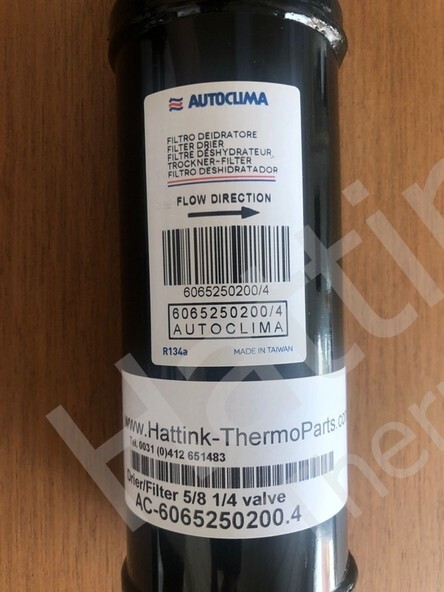 AUTOCLIMA
FILTRO DEIDRATORE
FILTER DRIER
FILTRE DÉSHYDRATEUR
TROCKNER-FILTER
FILTRO DESHIDRATADOR
FLOW DIRECTION
6065250200/4
6065250200/4
AUTOCLIMA
R134a MADE IN TAIWAN
www.Hattink-ThermoParts.co
Tel. 0031 (0)412 651483
Drier/Filter 5/8 1/4 valve
AC-6065250200.4